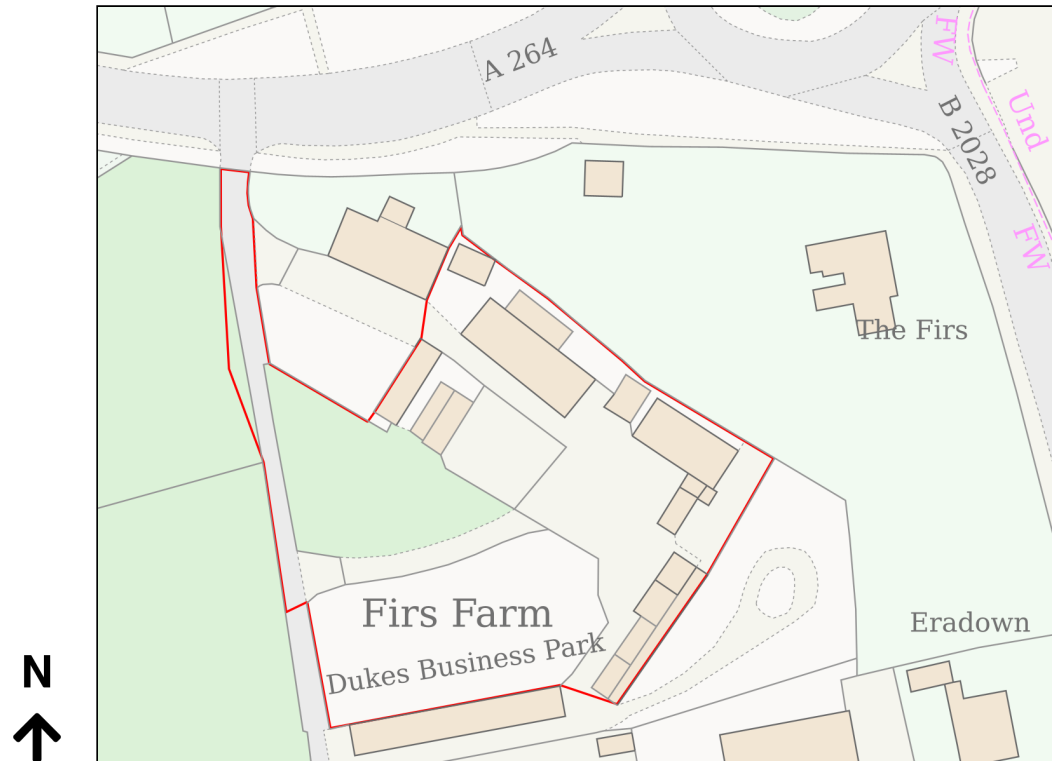 A 264
FW
B 2028
Und
FW
The Firs
Firs Farm
Dukes Business Park
Eradown
N